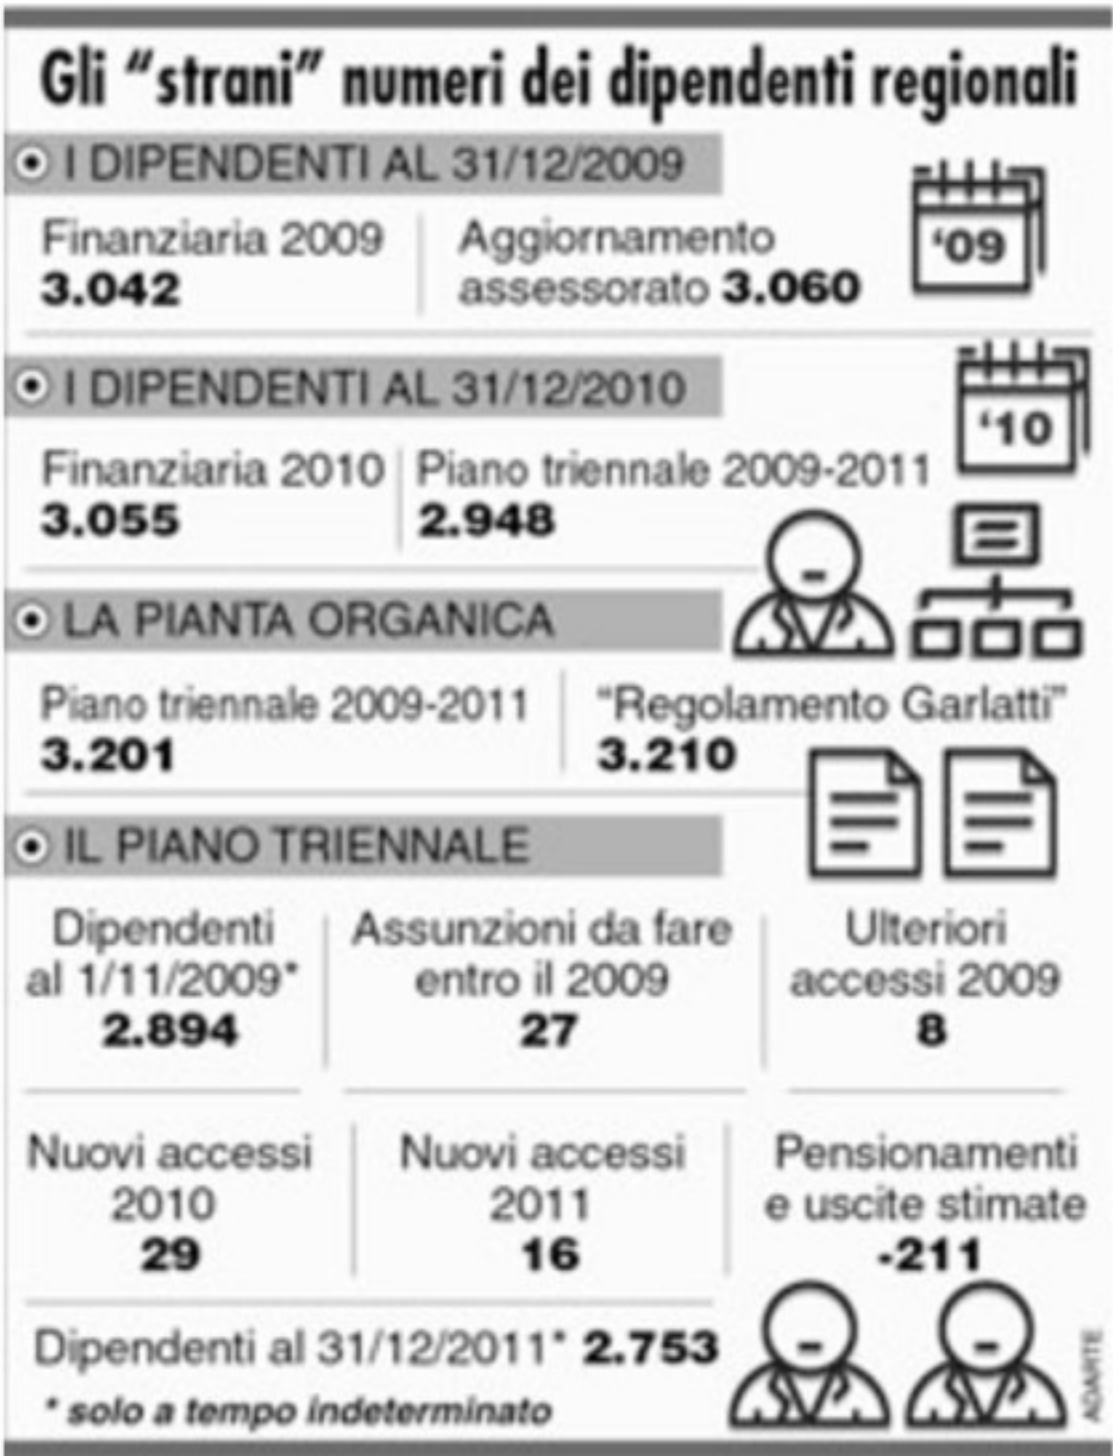 Gli “strani” numeri dei dipendenti regionali
I DIPENDENTI AL 31/12/2009
Finanziaria 2009
3.042
Aggiornamento
assessorato 3.060
‘09
I DIPENDENTI AL 31/12/2010
‘10
Finanziaria 2010
3.055
Piano triennale 2009-2011
2.948
LA PIANTA ORGANICA
Piano triennale 2009-2011
3.201
“Regolamento Garlatti”
3.210
IL PIANO TRIENNALE
Dipendenti
al 1/11/2009*
2.894
Assunzioni da fare
entro il 2009
27
Ulteriori
accessi 2009
8
Nuovi accessi
2010
29
Nuovi accessi
2011
16
Pensionamenti
e uscite stimate
-211
Dipendenti al 31/12/2011* 2.753
* solo a tempo indeterminato
ADARTE